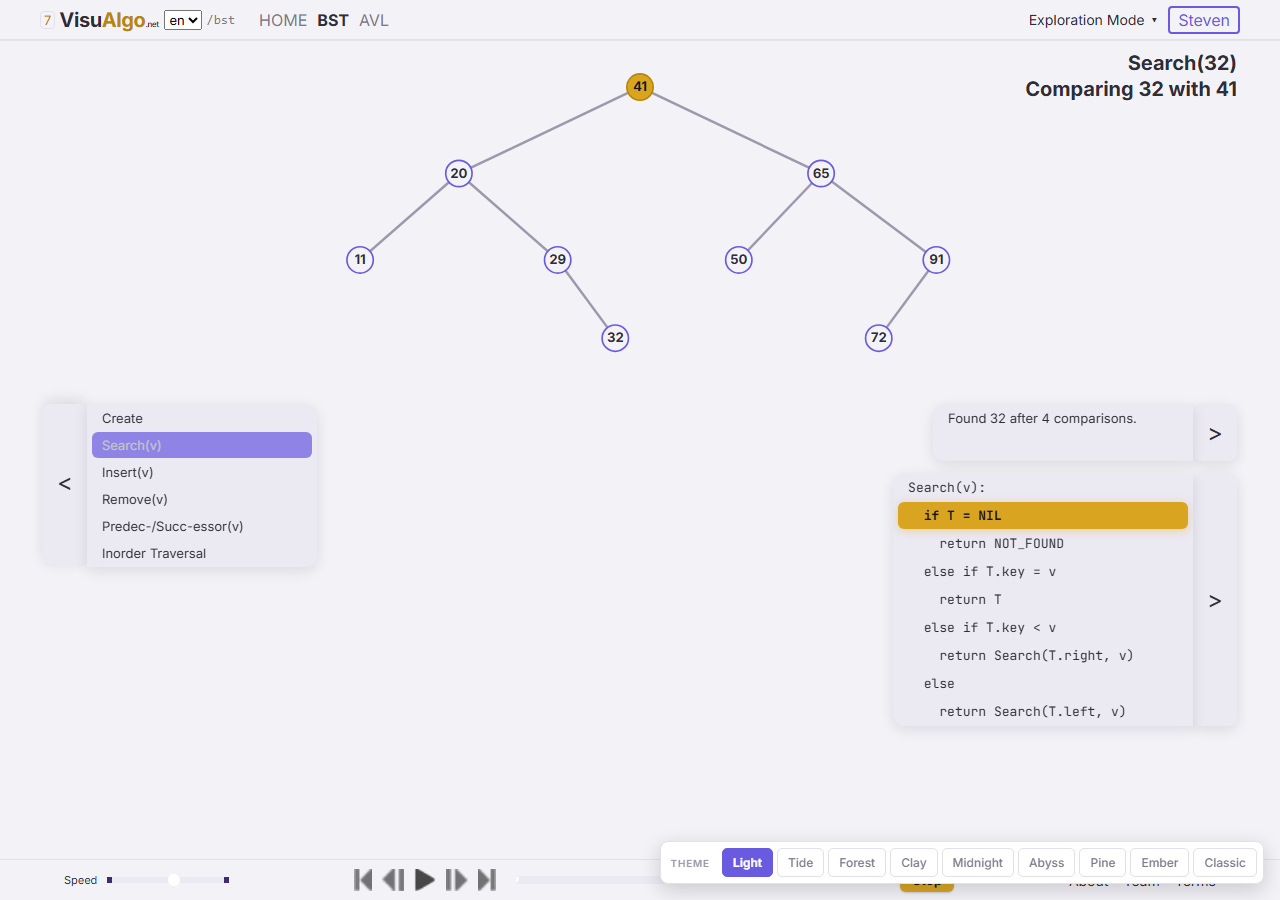 7 VisuAlgo.net en /bst HOME BST AVL Exploration Mode ▾ Steven
Search(32)
Comparing 32 with 41
41
20 65
11 29 50 91
32 72
<
Create
Search(v)
Insert(v)
Remove(v)
Predec-/Succ-essor(v)
Inorder Traversal
Found 32 after 4 comparisons.
>
Search(v):
if T = NIL
return NOT_FOUND
else if T.key = v
return T
else if T.key < v
return Search(T.right, v)
else
return Search(T.left, v)
>
THEME Light Tide Forest Clay Midnight Abyss Pine Ember Classic
Speed